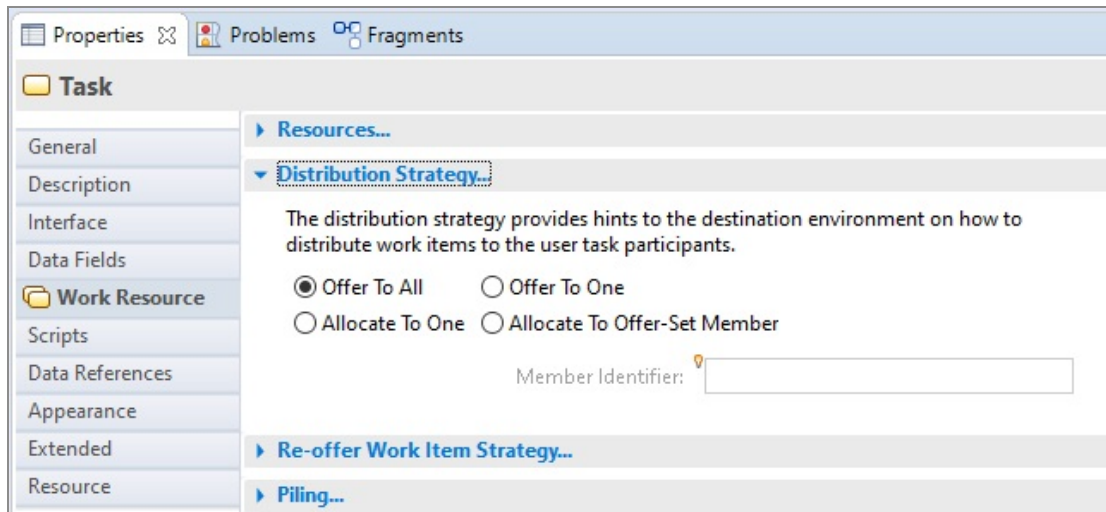 Properties Problems Fragments
Task
General
Description
Interface
Data Fields
Work Resource
Scripts
Data References
Appearance
Extended
Resource
Resources...
Distribution Strategy...
The distribution strategy provides hints to the destination environment on how to
distribute work items to the user task participants.
Offer To All Offer To One
Allocate To One Allocate To Offer-Set Member
Member Identifier:
Re-offer Work Item Strategy...
Piling...